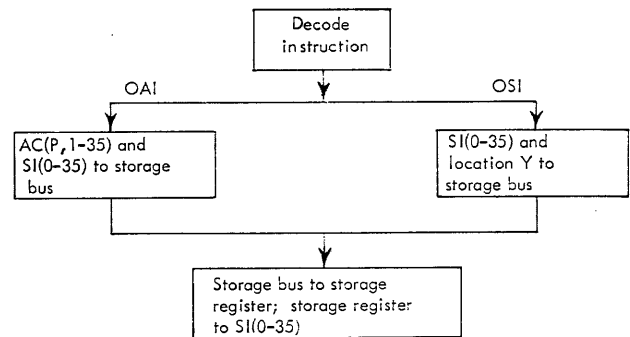 Decode
instruction
OAI
OSI
AC(P, 1-35) and
SI(0-35) to storage
bus
SI(0-35) and
location Y to
storage bus
Storage bus to storage
register; storage register
to SI(0-35)